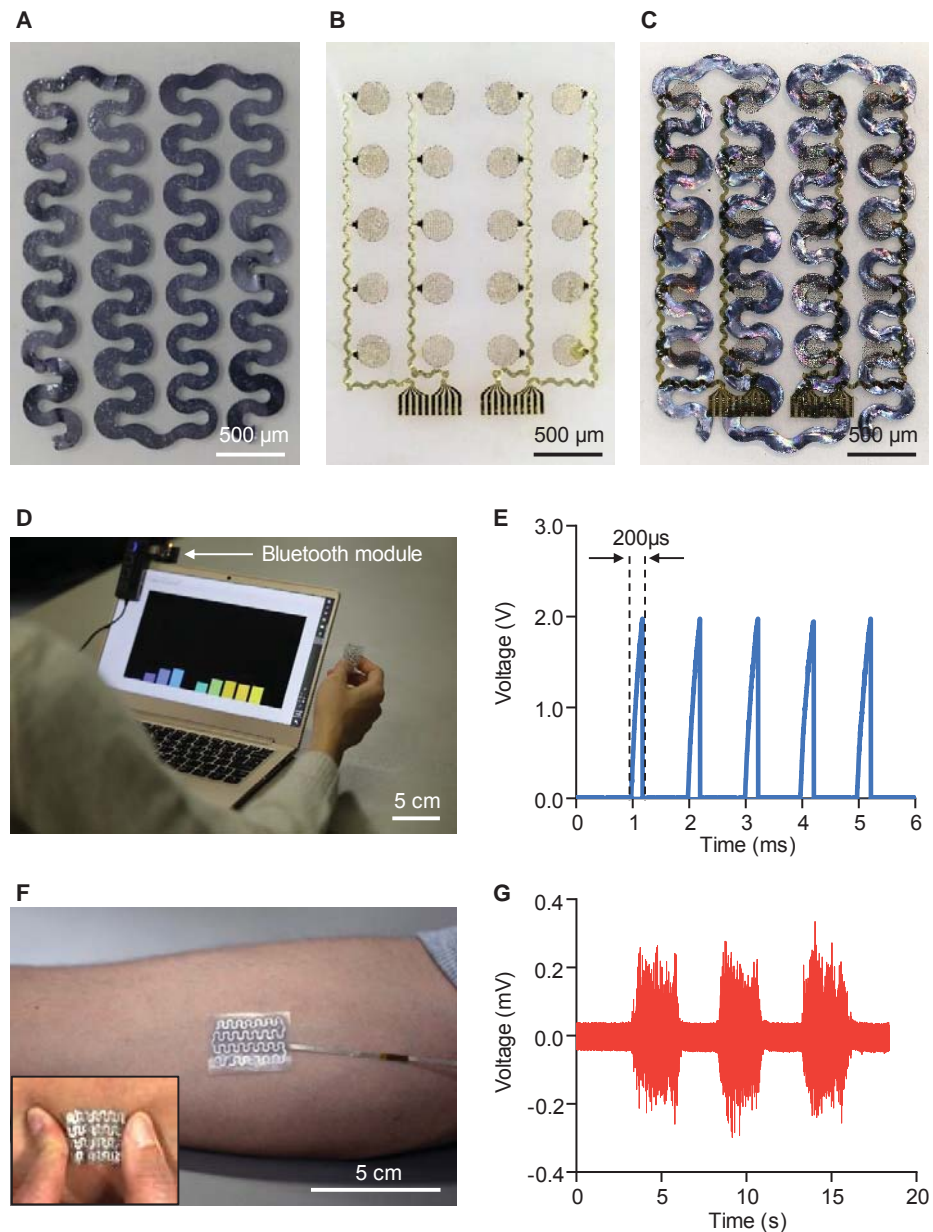 A
B
C
500 µm
500 µm
500 µm
D
Bluetooth module
5 cm
E
3.0
2.0
1.0
0.0
Voltage (V)
200µs
0
1
2
3
4
5
6
Time (ms)
F
5 cm
G
0.4
0.2
0.0
-0.2
-0.4
Voltage (mV)
0
5
10
15
20
Time (s)